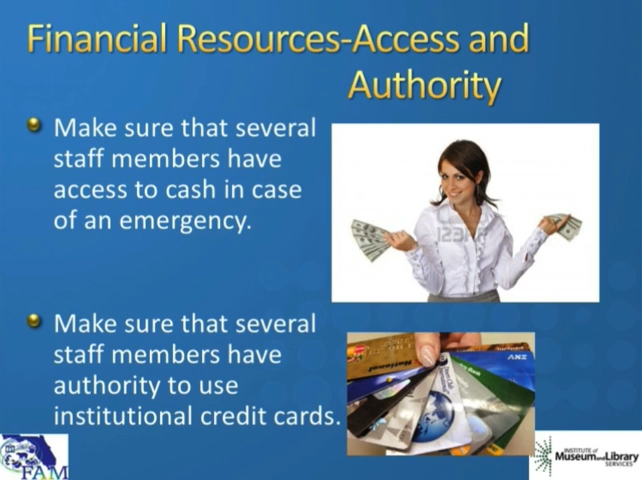 Financial Resources-Access and
Authority
Make sure that several
staff members have
access to cash in case
of an emergency.
Make sure that several
staff members have
authority to use
institutional credit cards.
National
ANZ
FAM
INSTITUTE of
Museum and Library
SERVICES